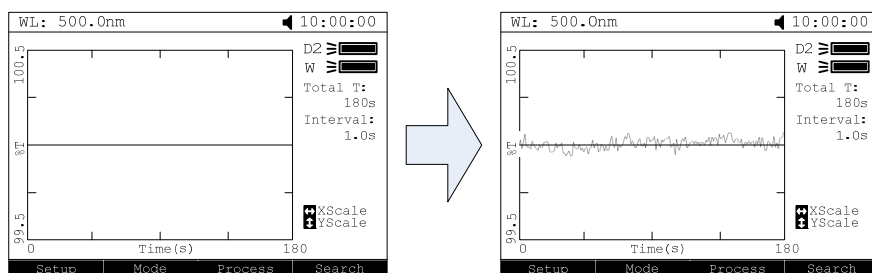 WL: 500.0nm 10:00:00
100.5
D2
W
Total T:
180s
Interval:
1.0s
%T
XScale
YScale
99.5
0 Time(s) 180
Setup Mode Process Search
WL: 500.0nm 10:00:00
100.5
D2
W
Total T:
180s
Interval:
1.0s
%T
XScale
YScale
99.5
0 Time(s) 180
Setup Mode Process Search